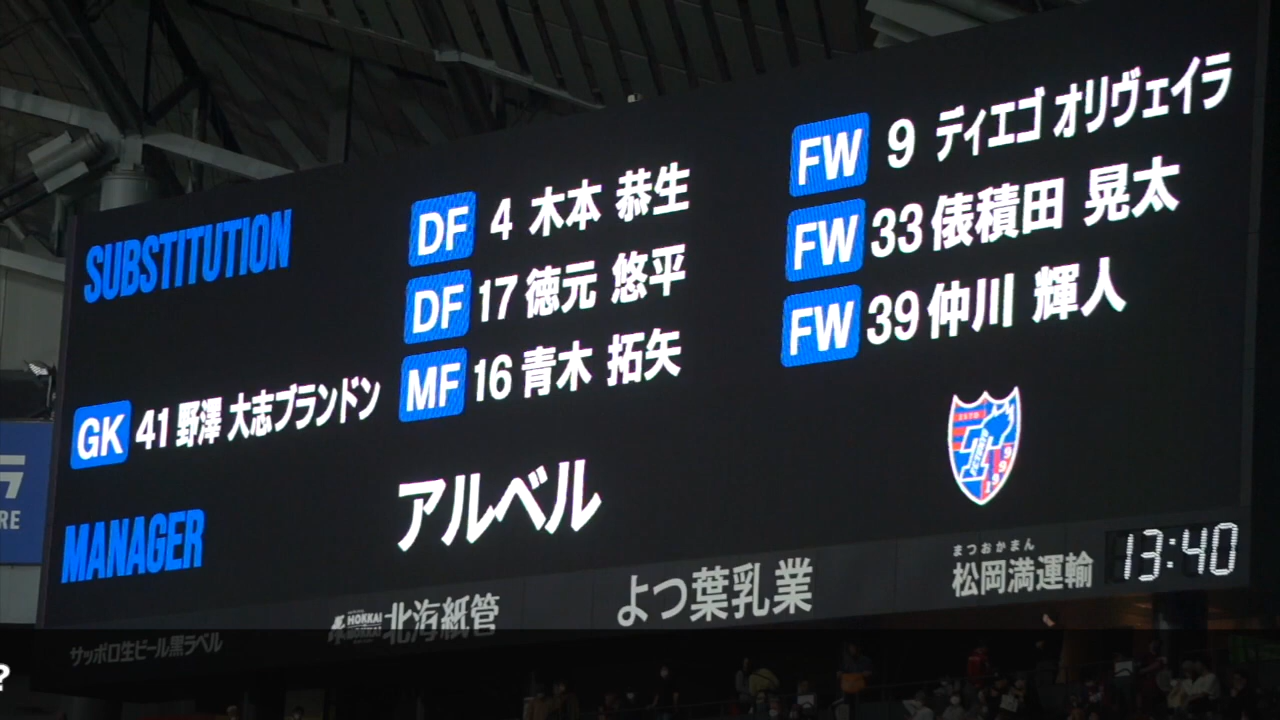 SUBSTITUTION
GK 41 野澤 大志ブランドン
DF 4 木本 恭生
DF 17 徳元 悠平
MF 16 青木 拓矢
FW 9 ディエゴ オリヴェイラ
FW 33 俵積田 晃太
FW 39 仲川 輝人
MANAGER
アルベル
1999
サッポロ生ビール黒ラベル
HOKKAI
北海紙管
よつ葉乳業
まつおかまん
松岡満運輸
13:40
RE
?